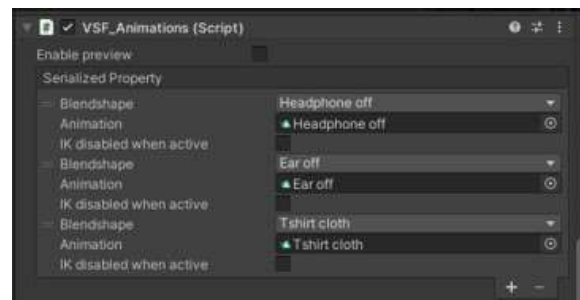 VSF_Animations (Script)
Enable preview
Serialized Property
Blendshape Headphone off
Animation Headphone off
IK disabled when active
Blendshape Ear off
Animation Ear off
IK disabled when active
Blendshape Tshirt cloth
Animation Tshirt cloth
IK disabled when active
+ -